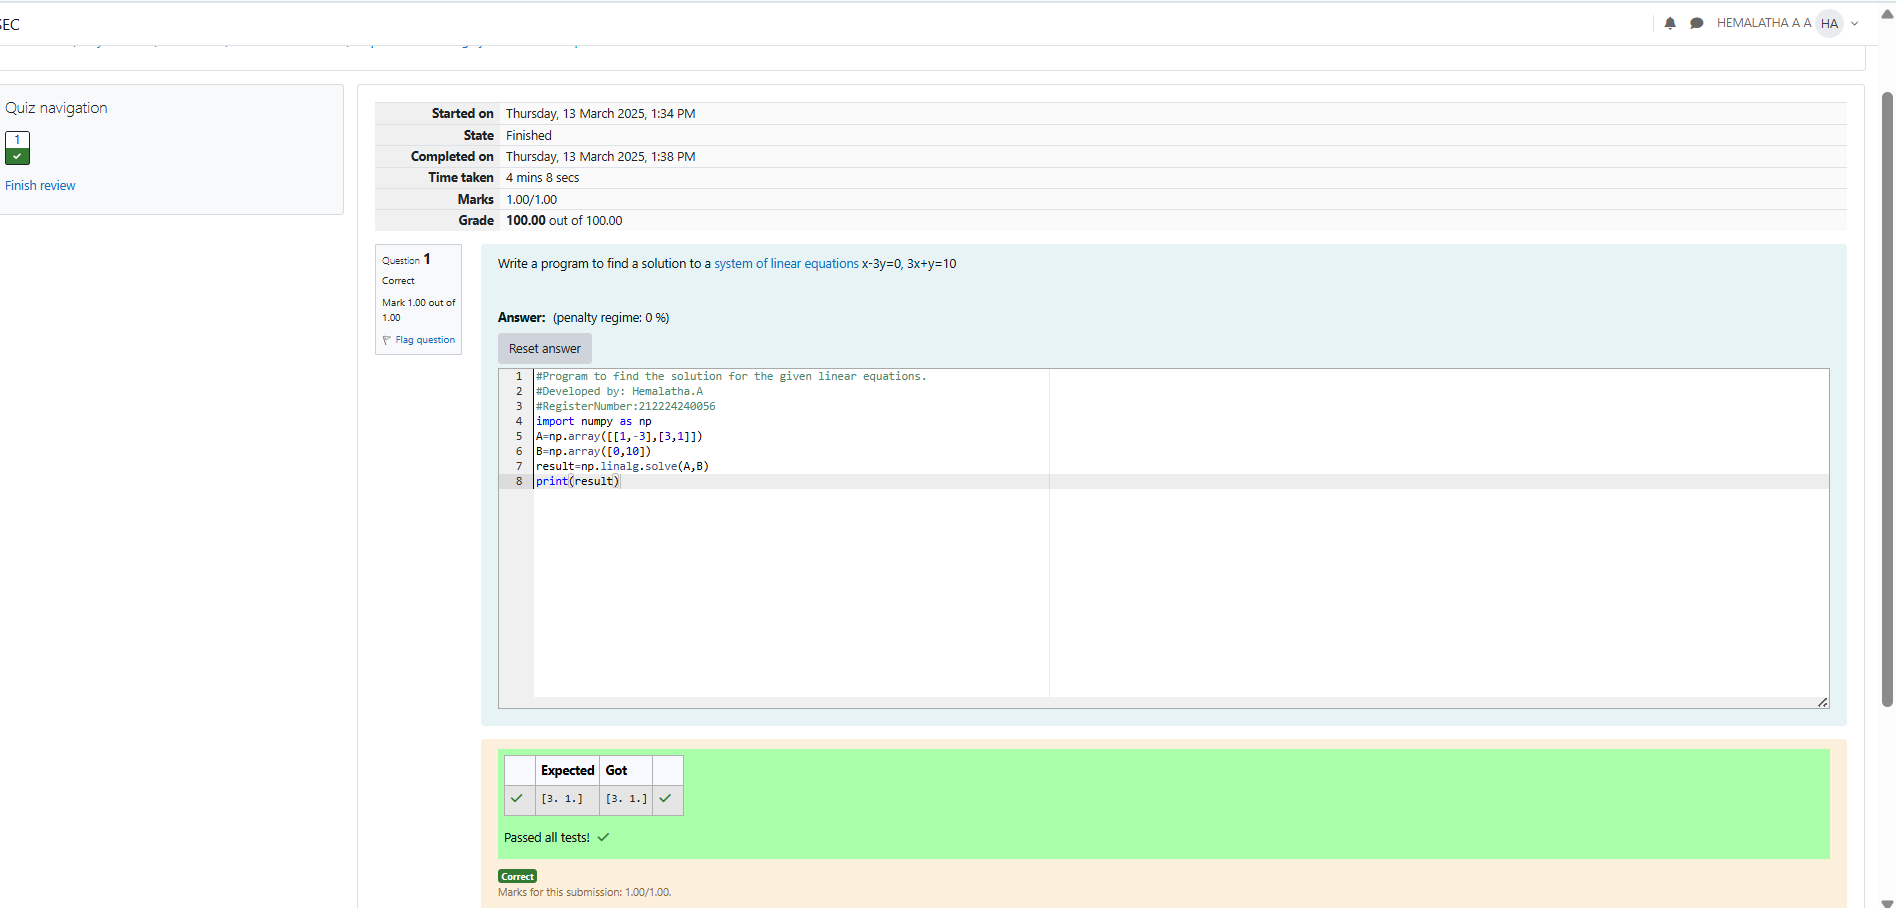 SEC
HEMALATHA A A
HA
Quiz navigation
1
Finish review
Started on Thursday, 13 March 2025, 1:34 PM
State Finished
Completed on Thursday, 13 March 2025, 1:38 PM
Time taken 4 mins 8 secs
Marks 1.00/1.00
Grade 100.00 out of 100.00
Question 1
Correct
Mark 1.00 out of
1.00
Flag question
Write a program to find a solution to a system of linear equations x-3y=0, 3x+y=10
Answer: (penalty regime: 0 %)
Reset answer
1 #Program to find the solution for the given linear equations.
2 #Developed by: Hemalatha.A
3 #RegisterNumber:212224240056
4 import numpy as np
5 A=np.array([[1,-3],[3,1]])
6 B=np.array([0,10])
7 result=np.linalg.solve(A,B)
8 print(result)
Expected Got
[3. 1.] [3. 1.]
Passed all tests!
Correct
Marks for this submission: 1.00/1.00.